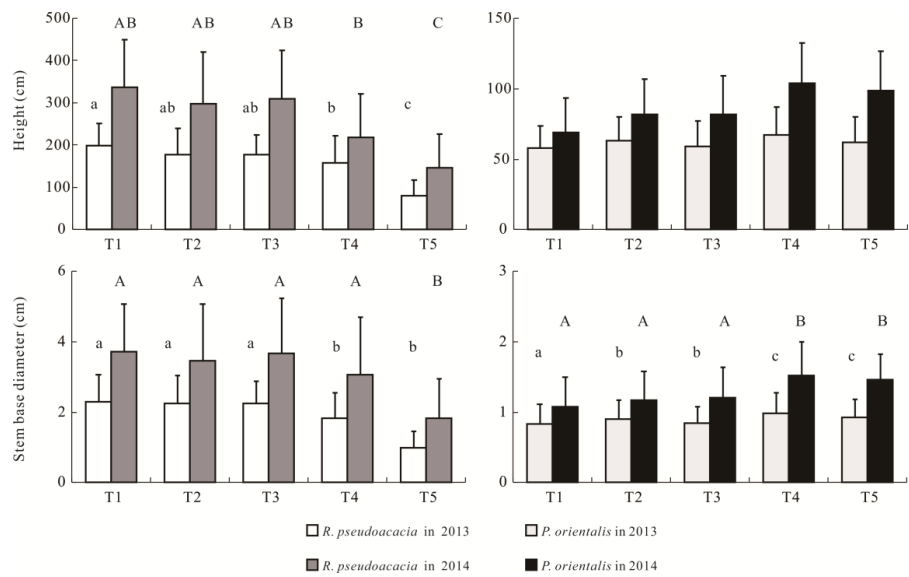 500
AB
AB
AB
B
C
400
300
200
100
0
Height (cm)
a
ab
ab
b
c
T1
T2
T3
T4
T5
150
100
50
0
T1
T2
T3
T4
T5
6
A
A
A
A
B
4
2
0
Stem base diameter (cm)
a
a
a
b
b
T1
T2
T3
T4
T5
3
2
1
0
A
A
A
B
B
a
b
b
c
c
T1
T2
T3
T4
T5
R. pseudoacacia in 2013
P. orientalis in 2013
R. pseudoacacia in 2014
P. orientalis in 2014